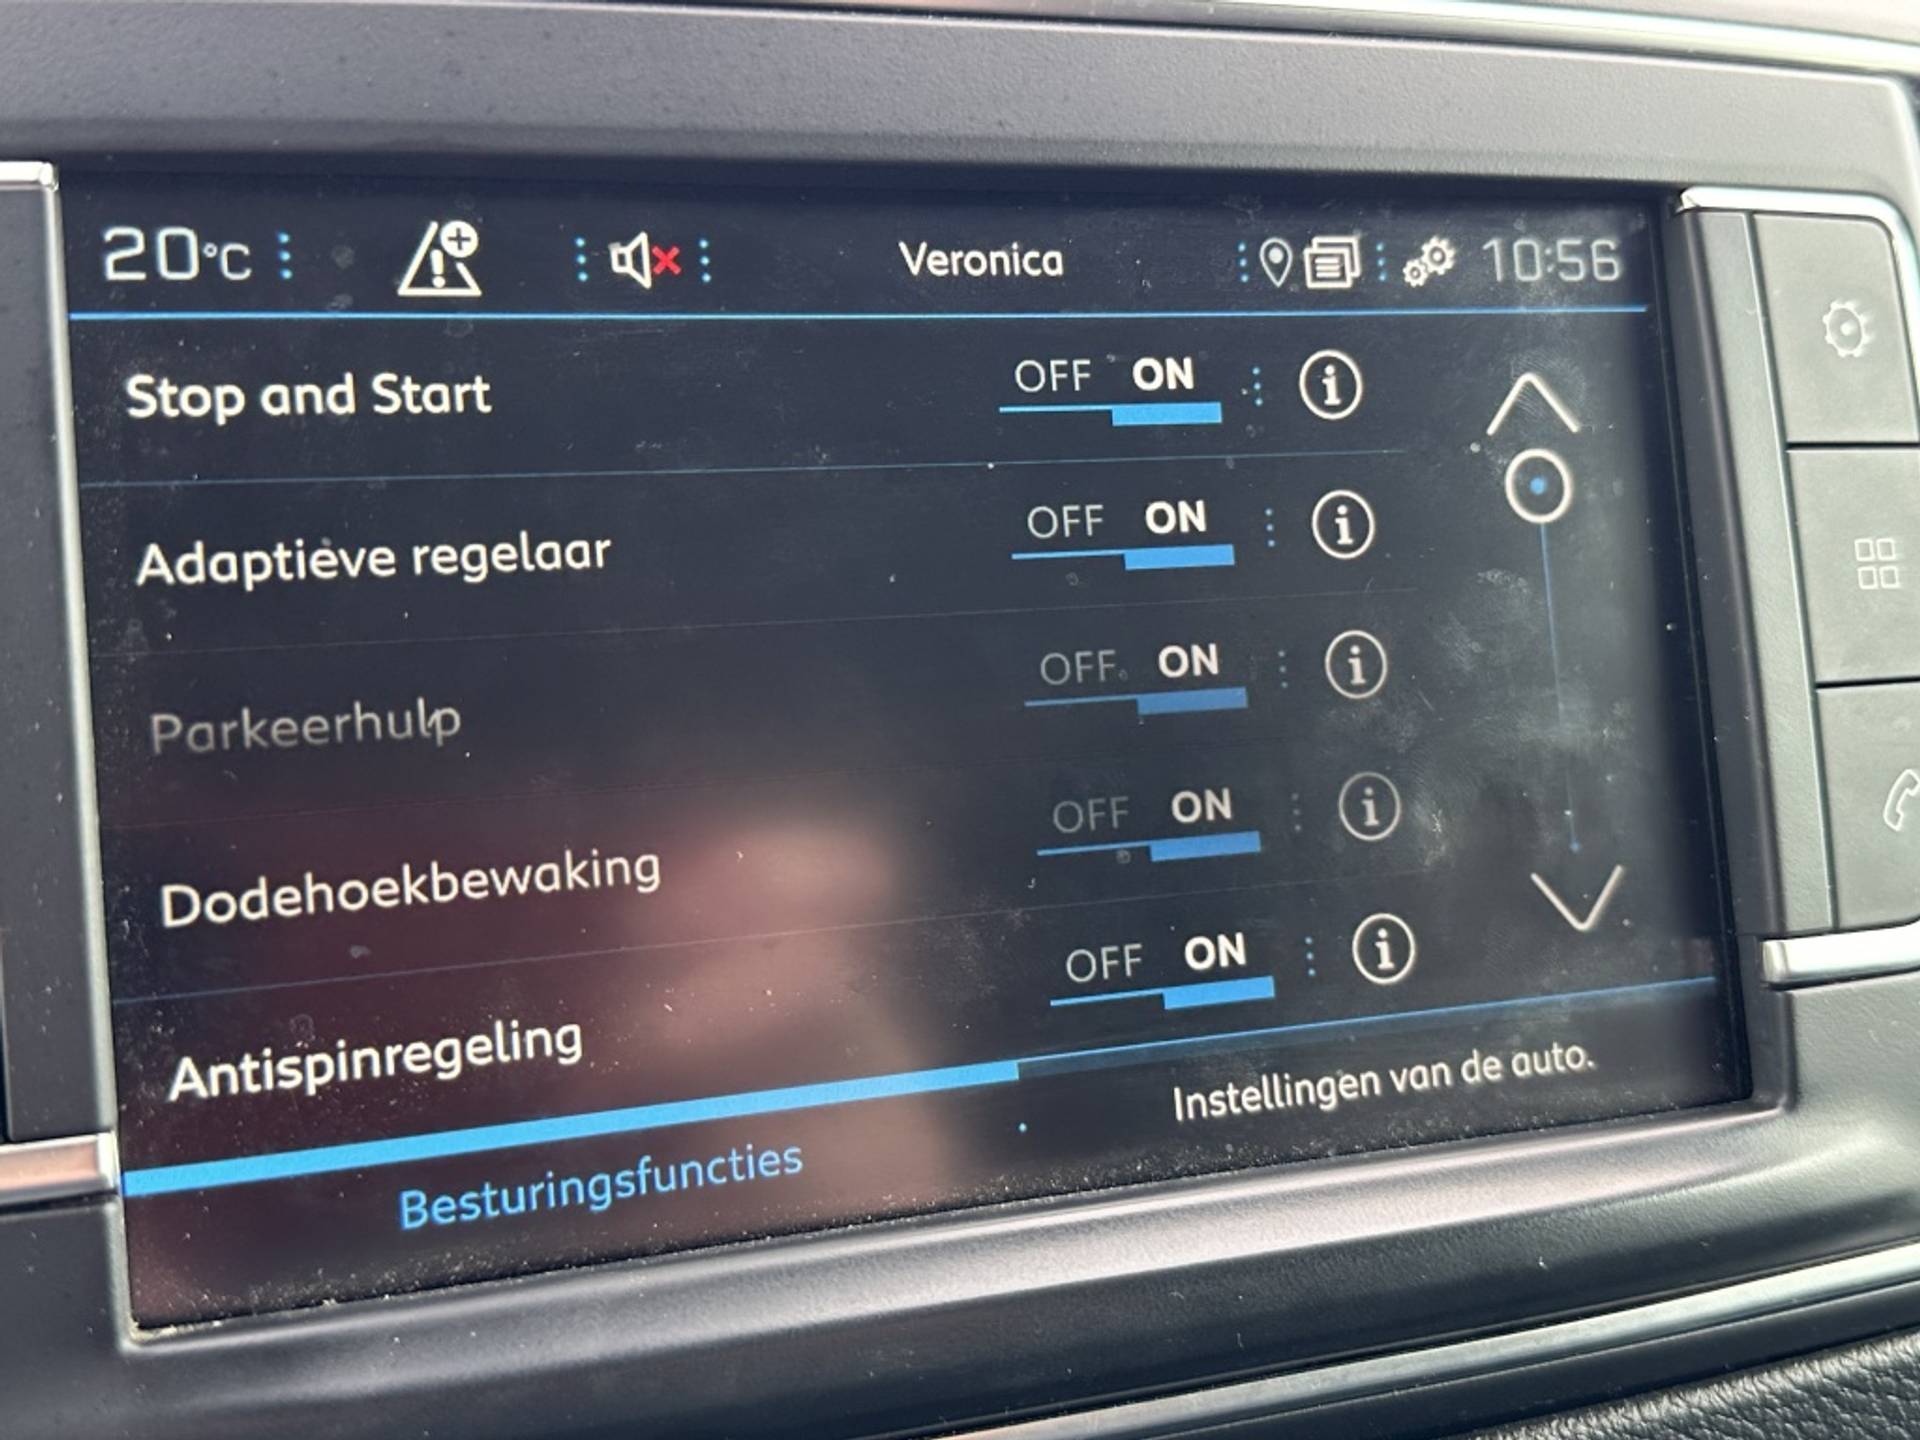 20°C Veronica 10:56
Stop and Start OFF ON
Adaptieve regelaar OFF ON
Parkeerhulp OFF ON
Dodehoekbewaking OFF ON
Antispinregeling OFF ON
Besturingsfuncties Instellingen van de auto.